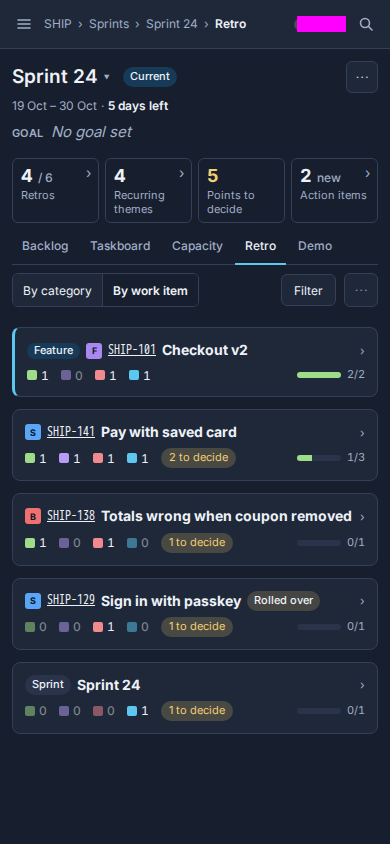 SHIP › Sprints › Sprint 24 › Retro
Sprint 24 ▾ Current ...
19 Oct – 30 Oct · 5 days left
GOAL No goal set
4 / 6 ›
Retros
4 ›
Recurring
themes
5
Points to
decide
2 new ›
Action items
Backlog Taskboard Capacity Retro Demo
By category By work item Filter ...
Feature F SHIP-101 Checkout v2 ›
1 0 1 1 2/2
S SHIP-141 Pay with saved card ›
1 1 1 1 2 to decide 1/3
B SHIP-138 Totals wrong when coupon removed ›
1 0 1 0 1 to decide 0/1
S SHIP-129 Sign in with passkey Rolled over ›
0 0 1 0 1 to decide 0/1
Sprint Sprint 24 ›
0 0 0 1 1 to decide 0/1